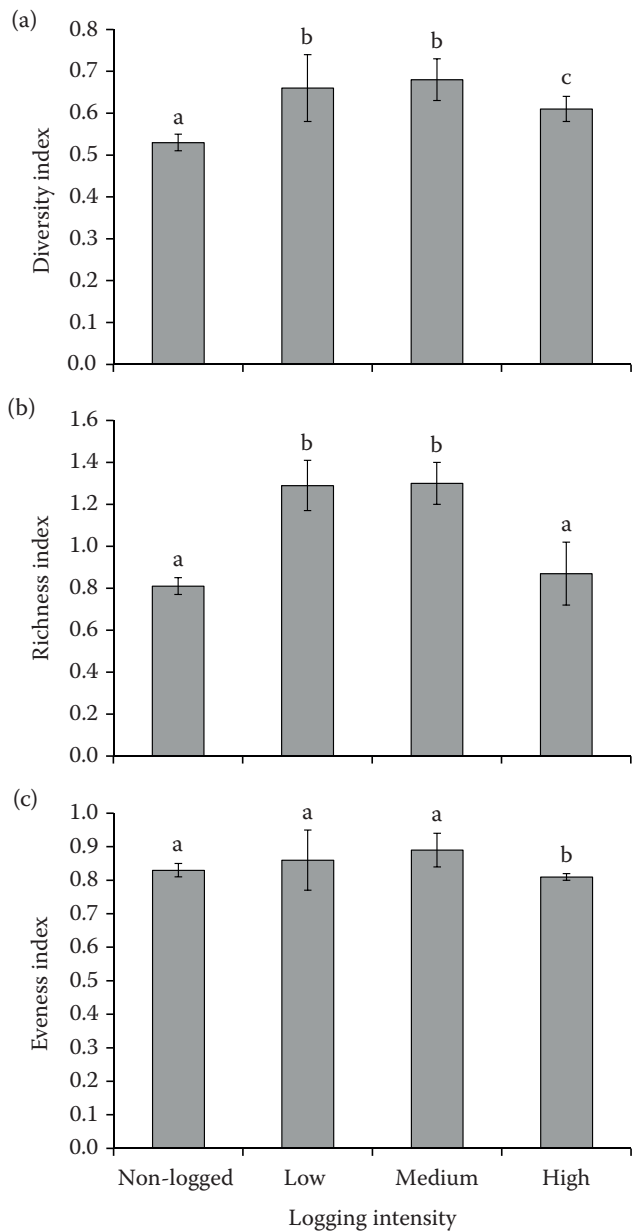 (a)
Diversity index
0.8
0.7
0.6
0.5
0.4
0.3
0.2
0.1
0.0
a
b
b
c
(b)
Richness index
1.6
1.4
1.2
1.0
0.8
0.6
0.4
0.2
0.0
a
b
b
a
(c)
Eveness index
1.0
0.9
0.8
0.7
0.6
0.5
0.4
0.3
0.2
0.1
0.0
a
a
a
b
Non-logged Low Medium High
Logging intensity